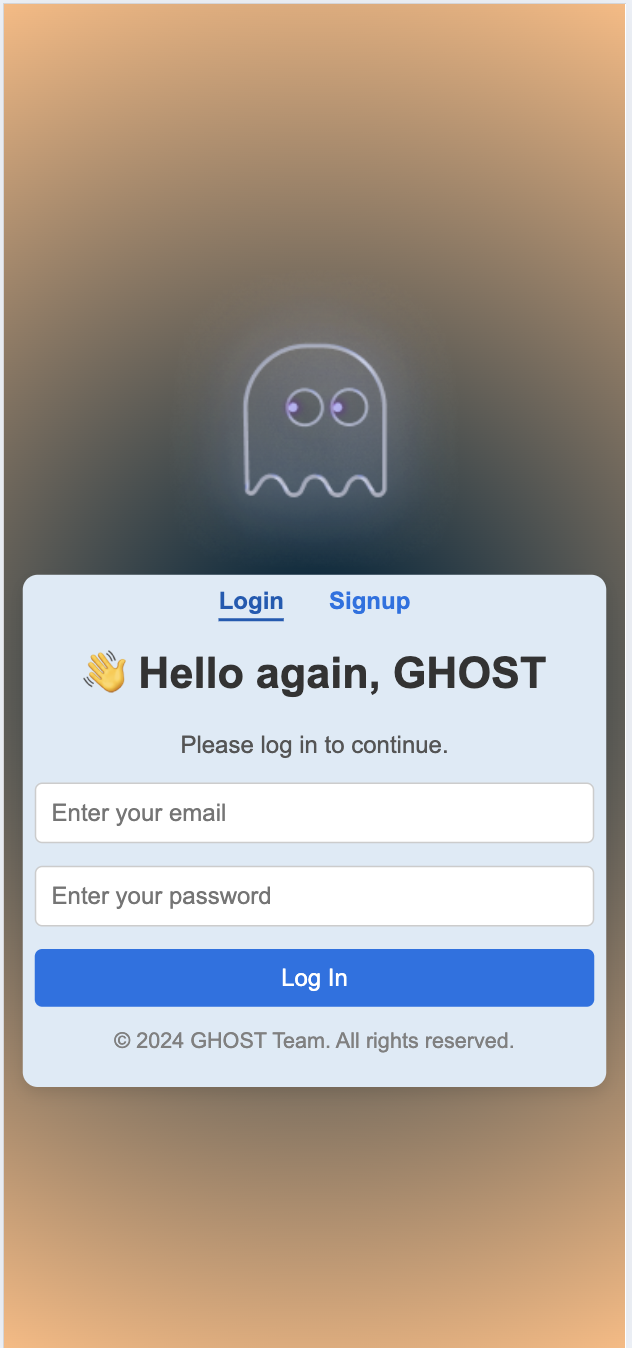 Login Signup
👋 Hello again, GHOST
Please log in to continue.
Enter your email
Enter your password
Log In
© 2024 GHOST Team. All rights reserved.